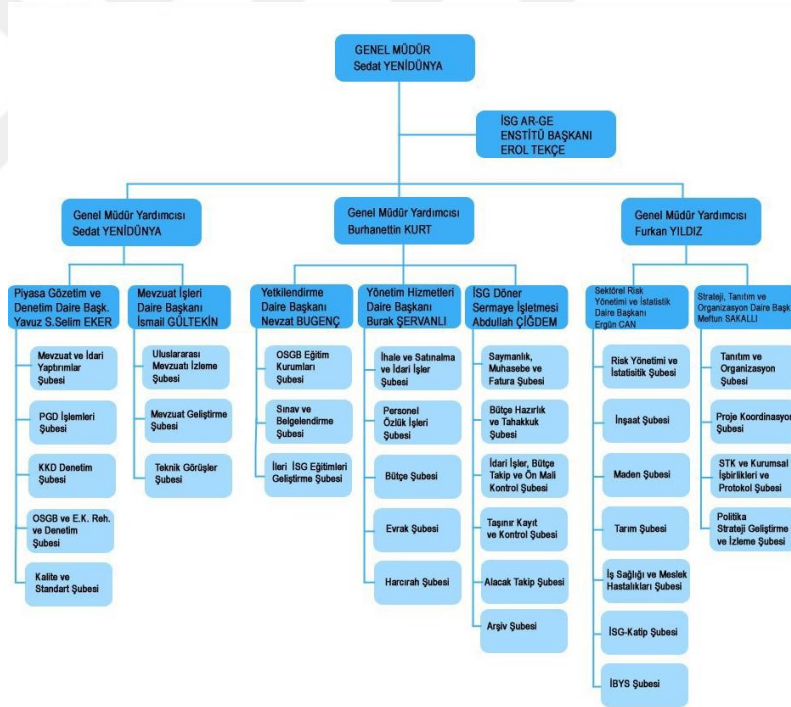 GENEL MÜDÜR
Sedat YENİDÜNYA
İSG AR-GE
ENSTİTÜ BAŞKANI
EROL TEKÇE
Genel Müdür Yardımcısı
Sedat YENİDÜNYA
Genel Müdür Yardımcısı
Burhanettin KURT
Genel Müdür Yardımcısı
Furkan YILDIZ
Piyasa Gözetim ve
Denetim Daire Başk.
Yavuz S.Selim EKER
Mevzuat İşleri
Daire Başkanı
İsmail GÜLTEKİN
Yetkilendirme
Daire Başkanı
Nevzat BUGENÇ
Yönetim Hizmetleri
Daire Başkanı
Burak ŞERVANLI
İSG Döner
Sermaye İşletmesi
Abdullah ÇİĞDEM
Sektörel Risk
Yönetimi ve İstatistik
Daire Başkanı
Ergün CAN
Strateji, Tanıtım ve
Organizasyon Daire Başk.
Meftun SAKALLI
Mevzuat ve İdari
Yaptırımlar
Şubesi
PGD İşlemleri
Şubesi
KKD Denetim
Şubesi
OSGB ve E.K. Reh.
ve Denetim
Şubesi
Kalite ve
Standart Şubesi
Uluslararası
Mevzuatı İzleme
Şubesi
Mevzuat Geliştirme
Şubesi
Teknik Görüşler
Şubesi
OSGB Eğitim
Kurumları
Şubesi
Sınav ve
Belgelendirme
Şubesi
İleri İSG Eğitimleri
Geliştirme Şubesi
İhale ve Satınalma
ve İdari İşler
Şubesi
Personel
Özlük İşleri
Şubesi
Bütçe Şubesi
Evrak Şubesi
Harcırah Şubesi
Saymanlık,
Muhasebe ve
Fatura Şubesi
Bütçe Hazırlık
ve Tahakkuk
Şubesi
İdari İşler, Bütçe
Takip ve Ön Mali
Kontrol Şubesi
Taşınır Kayıt
ve Kontrol Şubesi
Alacak Takip Şubesi
Arşiv Şubesi
Risk Yönetimi ve
İstatisitik Şubesi
İnşaat Şubesi
Maden Şubesi
Tarım Şubesi
İş Sağlığı ve Meslek
Hastalıkları Şubesi
İSG-Katip Şubesi
İBYS Şubesi
Tanıtım ve
Organizasyon
Şubesi
Proje Koordinasyon
Şubesi
STK ve Kurumsal
İşbirlikleri ve
Protokol Şubesi
Politika
Strateji Geliştirme
ve İzleme Şubesi